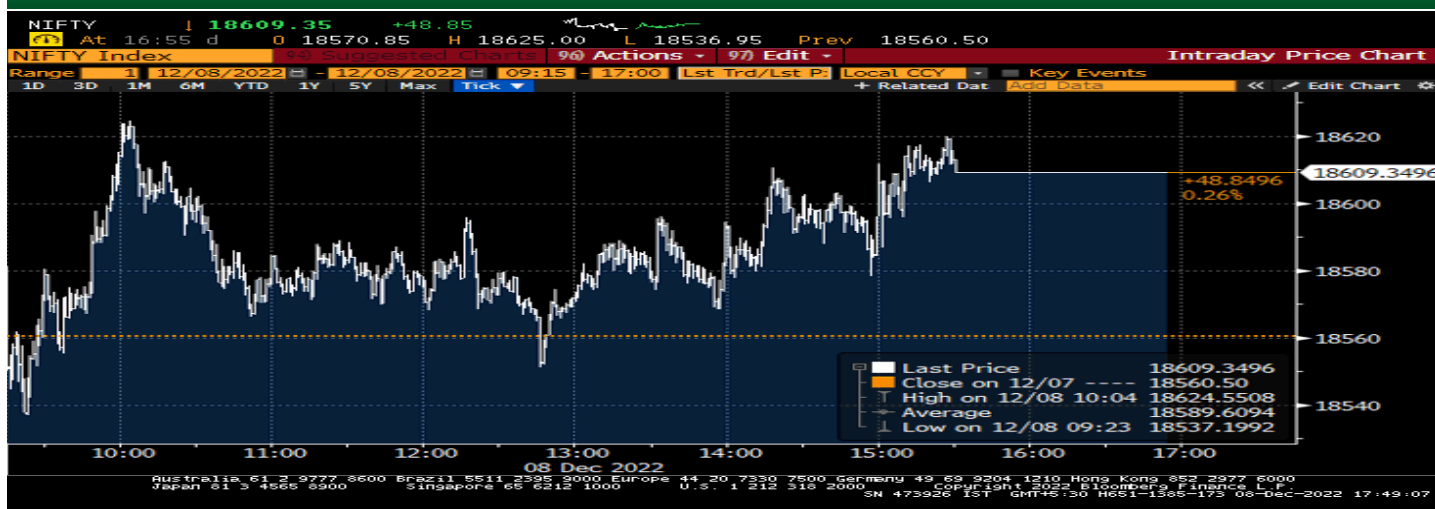 NIFTY ↓ 18609.35 +48.85
At 16:55 d O 18570.85 H 18625.00 L 18536.95 Prev 18560.50
NIFTY Index 94) Suggested Charts 96) Actions 97) Edit Intraday Price Chart
Range 1 12/08/2022 - 12/08/2022 09:15 - 17:00 Lst Trd/Lst P: Local CCY Key Events
1D 3D 1M 6M YTD 1Y 5Y Max Tick ▼ + Related Dat Add Data « Edit Chart
18620
18609.3496
+48.8496
0.26%
18600
18580
18560
18540
Last Price 18609.3496
Close on 12/07 ---- 18560.50
High on 12/08 10:04 18624.5508
Average 18589.6094
Low on 12/08 09:23 18537.1992
10:00 11:00 12:00 13:00 14:00 15:00 16:00 17:00
08 Dec 2022
Australia 61 2 9777 8600 Brazil 5511 2395 9000 Europe 44 20 7330 7500 Germany 49 69 9204 1210 Hong Kong 852 2977 6000
Japan 81 3 4565 8900 Singapore 65 6212 1000 U.S. 1 212 318 2000 Copyright 2022 Bloomberg Finance L.P.
SN 473926 IST GMT+5:30 H651-1385-173 08-Dec-2022 17:49:07